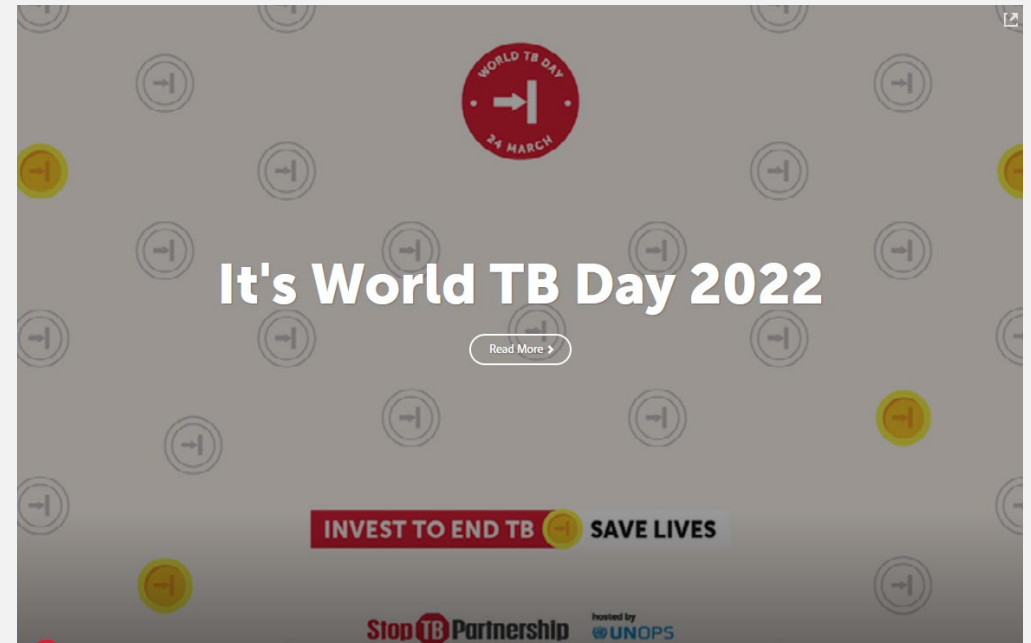 WORLD TB DAY
24 MARCH
It's World TB Day 2022
Read More
INVEST TO END TB SAVE LIVES
Stop TB Partnership
hosted by
UNOPS